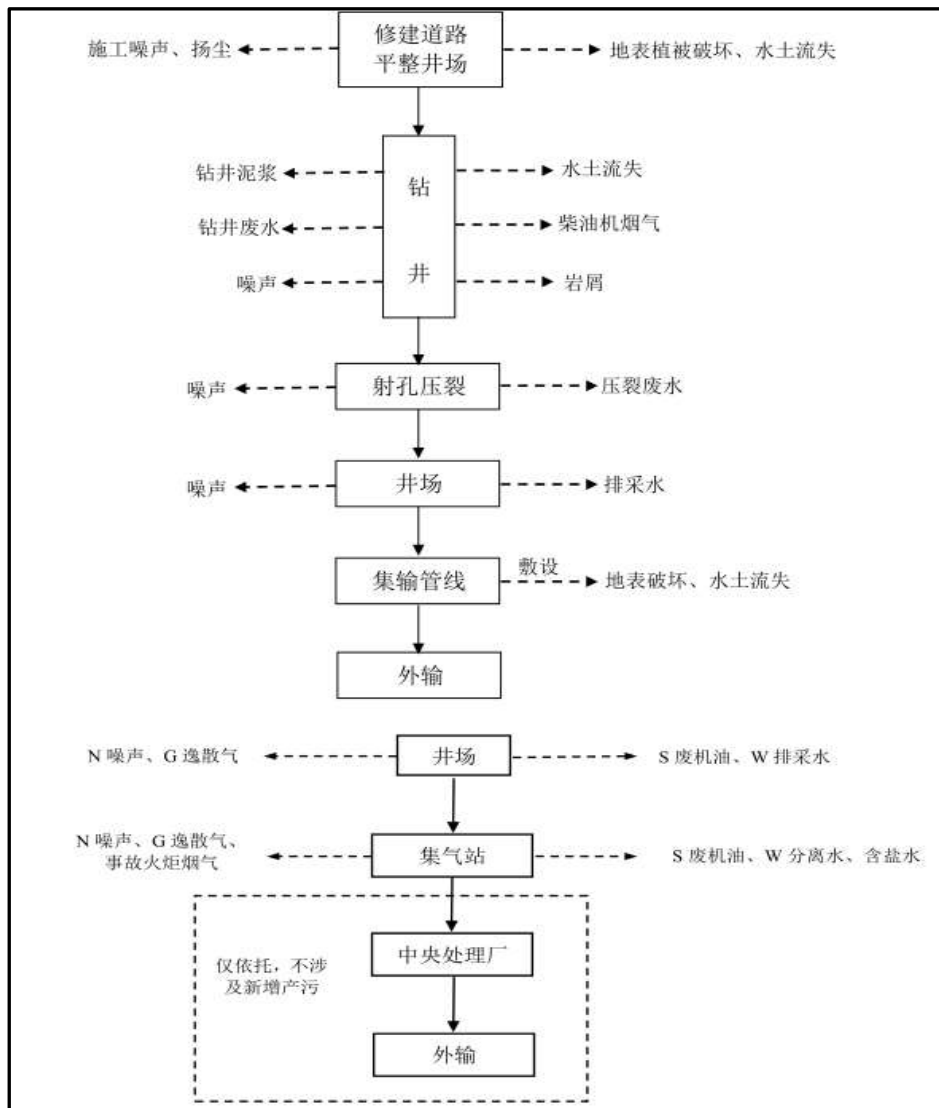 修建道路
平整井场
施工噪声、扬尘
地表植被破坏、水土流失
钻井泥浆
钻
水土流失
钻井废水
柴油机烟气
噪声
井
岩屑
噪声
射孔压裂
压裂废水
噪声
井场
排采水
集输管线
敷设
地表破坏、水土流失
外输
N 噪声、G 逸散气
井场
S 废机油、W 排采水
N 噪声、G 逸散气、
事故火炬烟气
集气站
S 废机油、W 分离水、含盐水
仅依托，不涉
及新增产污
中央处理厂
外输